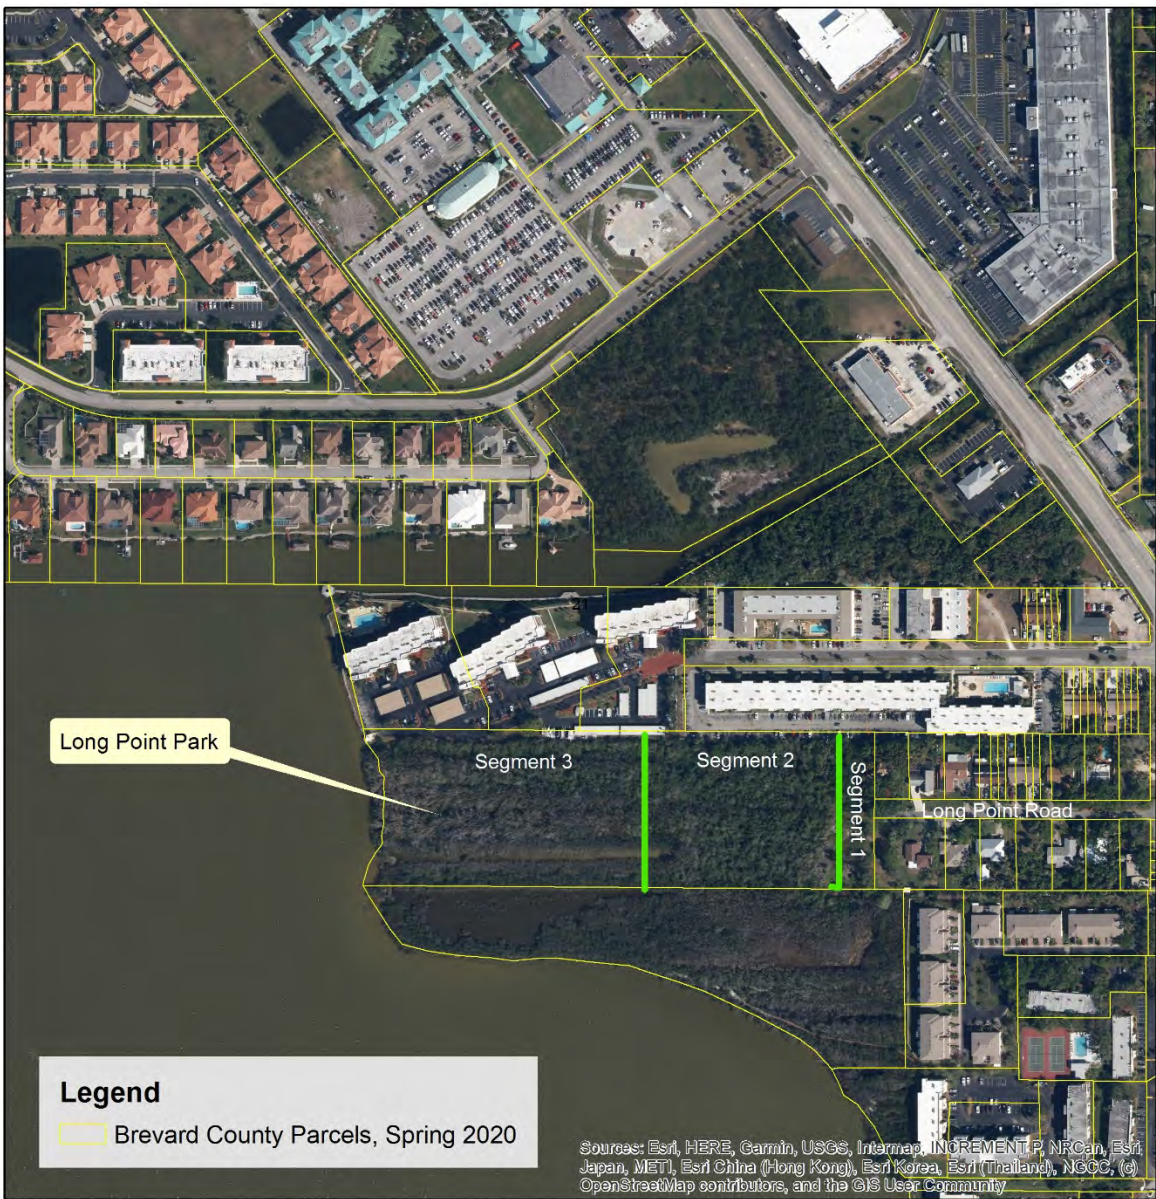 21
Long Point Park
Segment 3
Segment 2
Segment 1
Long Point Road
Legend
Brevard County Parcels, Spring 2020
Sources: Esri, HERE, Garmin, USGS, Intermap, INCREMENT P, NRCan, Esri
Japan, METI, Esri China (Hong Kong), Esri Korea, Esri (Thailand), NGCC, (c)
OpenStreetMap contributors, and the GIS User Community